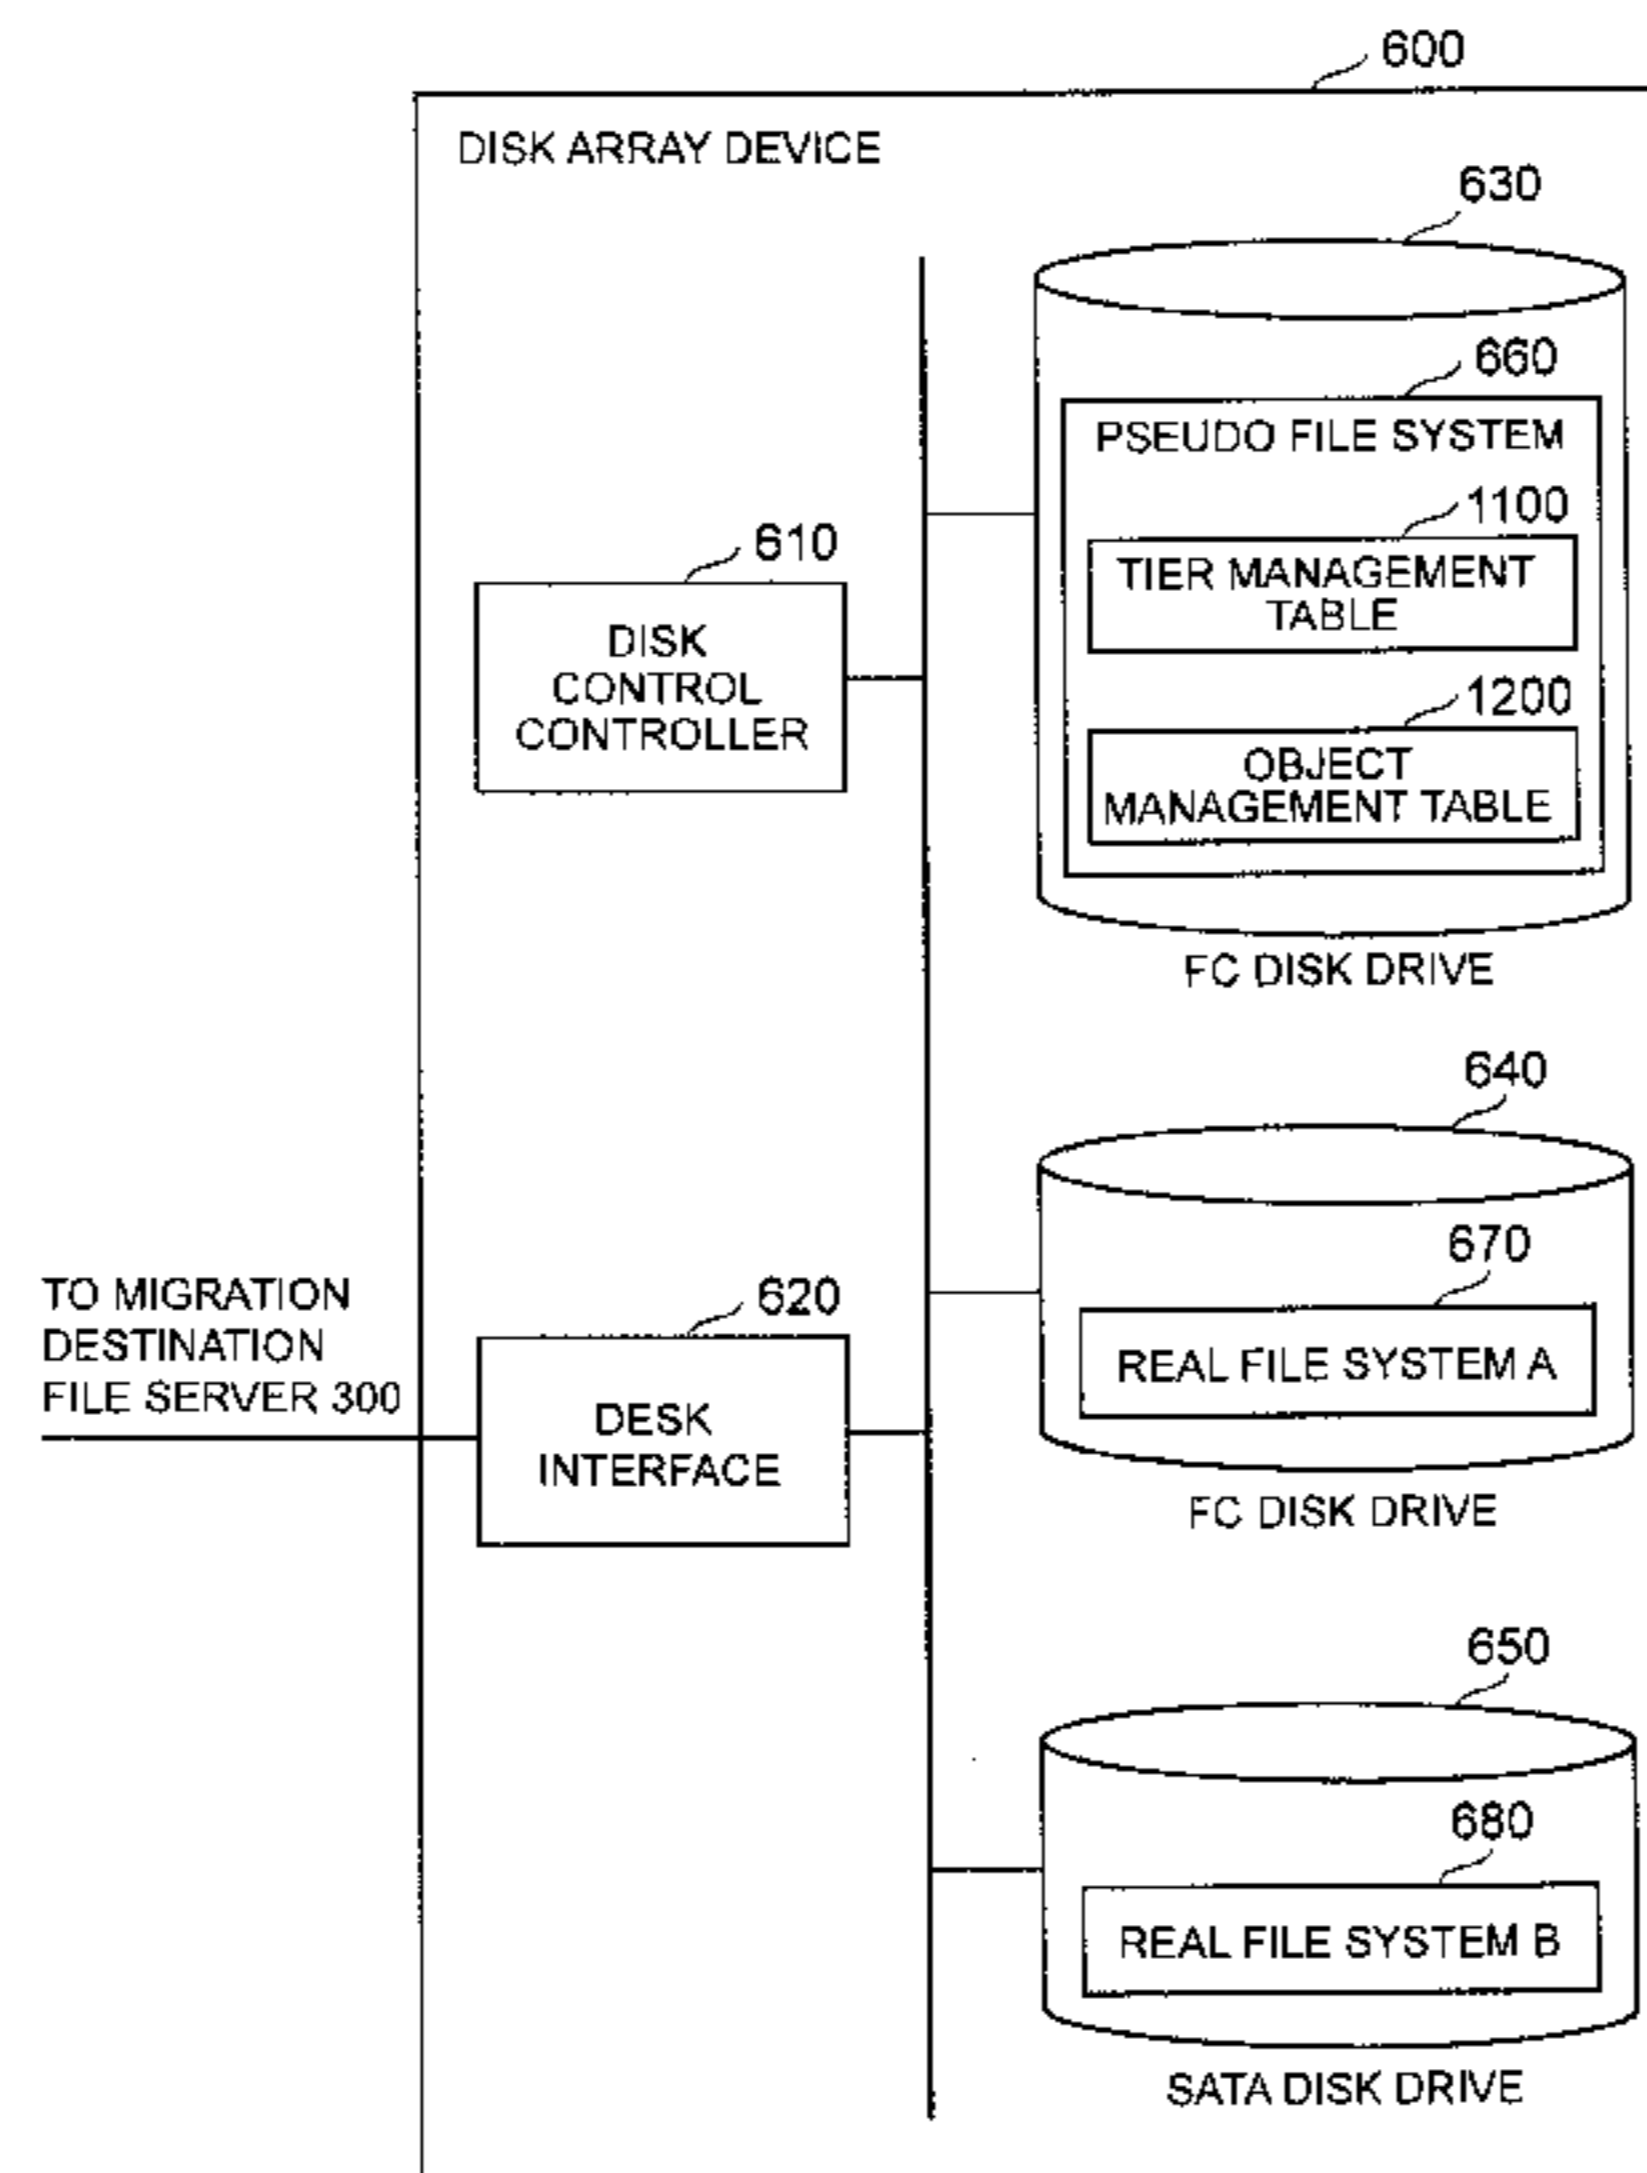 600
DISK ARRAY DEVICE
630
660
PSEUDO FILE SYSTEM
1100
TIER MANAGEMENT
TABLE
610
DISK
CONTROL
CONTROLLER
1200
OBJECT
MANAGEMENT TABLE
FC DISK DRIVE
640
670
REAL FILE SYSTEM A
FC DISK DRIVE
TO MIGRATION
DESTINATION
FILE SERVER 300
620
DESK
INTERFACE
650
680
REAL FILE SYSTEM B
SATA DISK DRIVE